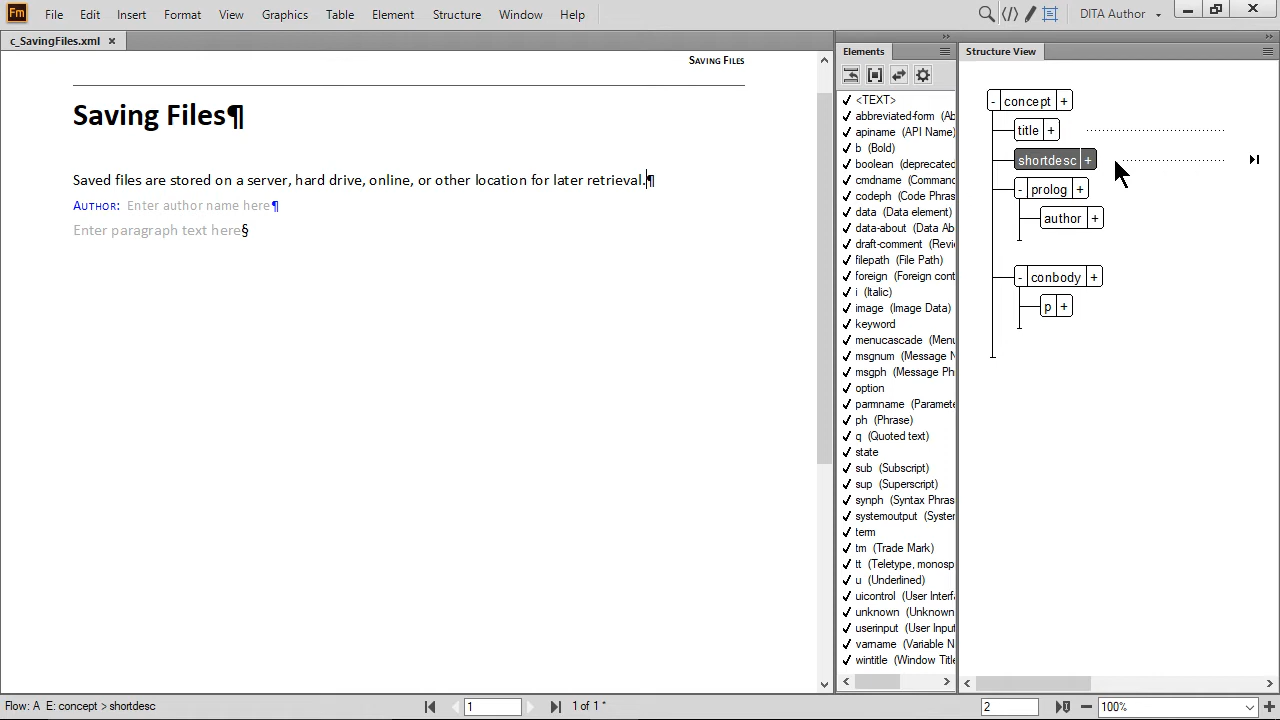 Fm File Edit Insert Format View Graphics Table Element Structure Window Help DITA Author
c_SavingFiles.xml ×
SAVING FILES
Saving Files¶
Saved files are stored on a server, hard drive, online, or other location for later retrieval.¶
AUTHOR: Enter author name here¶
Enter paragraph text here§
Elements
<TEXT>
abbreviated-form (Ab
apiname (API Name)
b (Bold)
boolean (deprecated
cmdname (Command
codeph (Code Phras
data (Data element)
data-about (Data Ab
draft-comment (Revi
filepath (File Path)
foreign (Foreign cont
i (Italic)
image (Image Data)
keyword
menucascade (Menu
msgnum (Message N
msgph (Message Ph
option
parmname (Paramete
ph (Phrase)
q (Quoted text)
state
sub (Subscript)
sup (Superscript)
synph (Syntax Phras
systemoutput (Syster
term
tm (Trade Mark)
tt (Teletype, monosp
u (Underlined)
uicontrol (User Interf
unknown (Unknown
userinput (User Input
varname (Variable N
wintitle (Window Title
Structure View
- concept +
title +
shortdesc +
- prolog +
author +
- conbody +
p +
Flow: A E: concept > shortdesc
1
1 of 1 *
2
100%